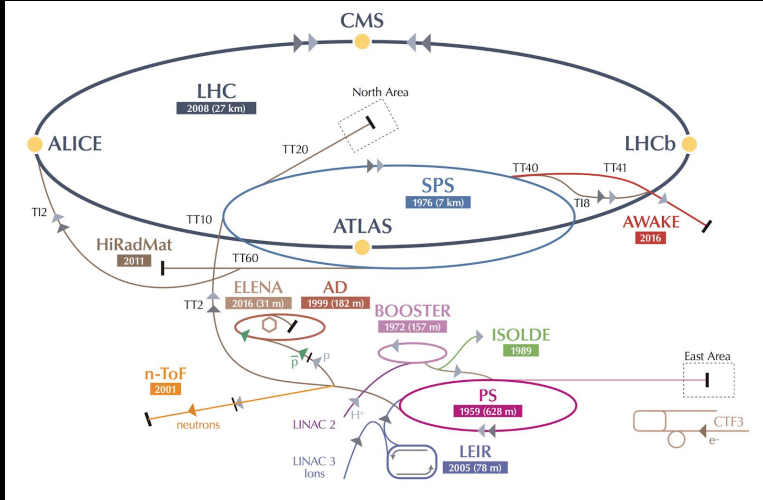 CMS
LHC
2008 (27 km)
North Area
ALICE
LHCb
TT20
TT40
TT41
SPS
1976 (7 km)
TI2
TT10
TI8
ATLAS
AWAKE
2016
HiRadMat
2011
TT60
ELENA
2016 (31 m)
AD
1999 (182 m)
TT2
BOOSTER
1972 (157 m)
ISOLDE
1989
p̅
p
East Area
n-ToF
2001
neutrons
PS
1959 (628 m)
H⁺
LINAC 2
CTF3
e⁻
LINAC 3
Ions
LEIR
2005 (78 m)